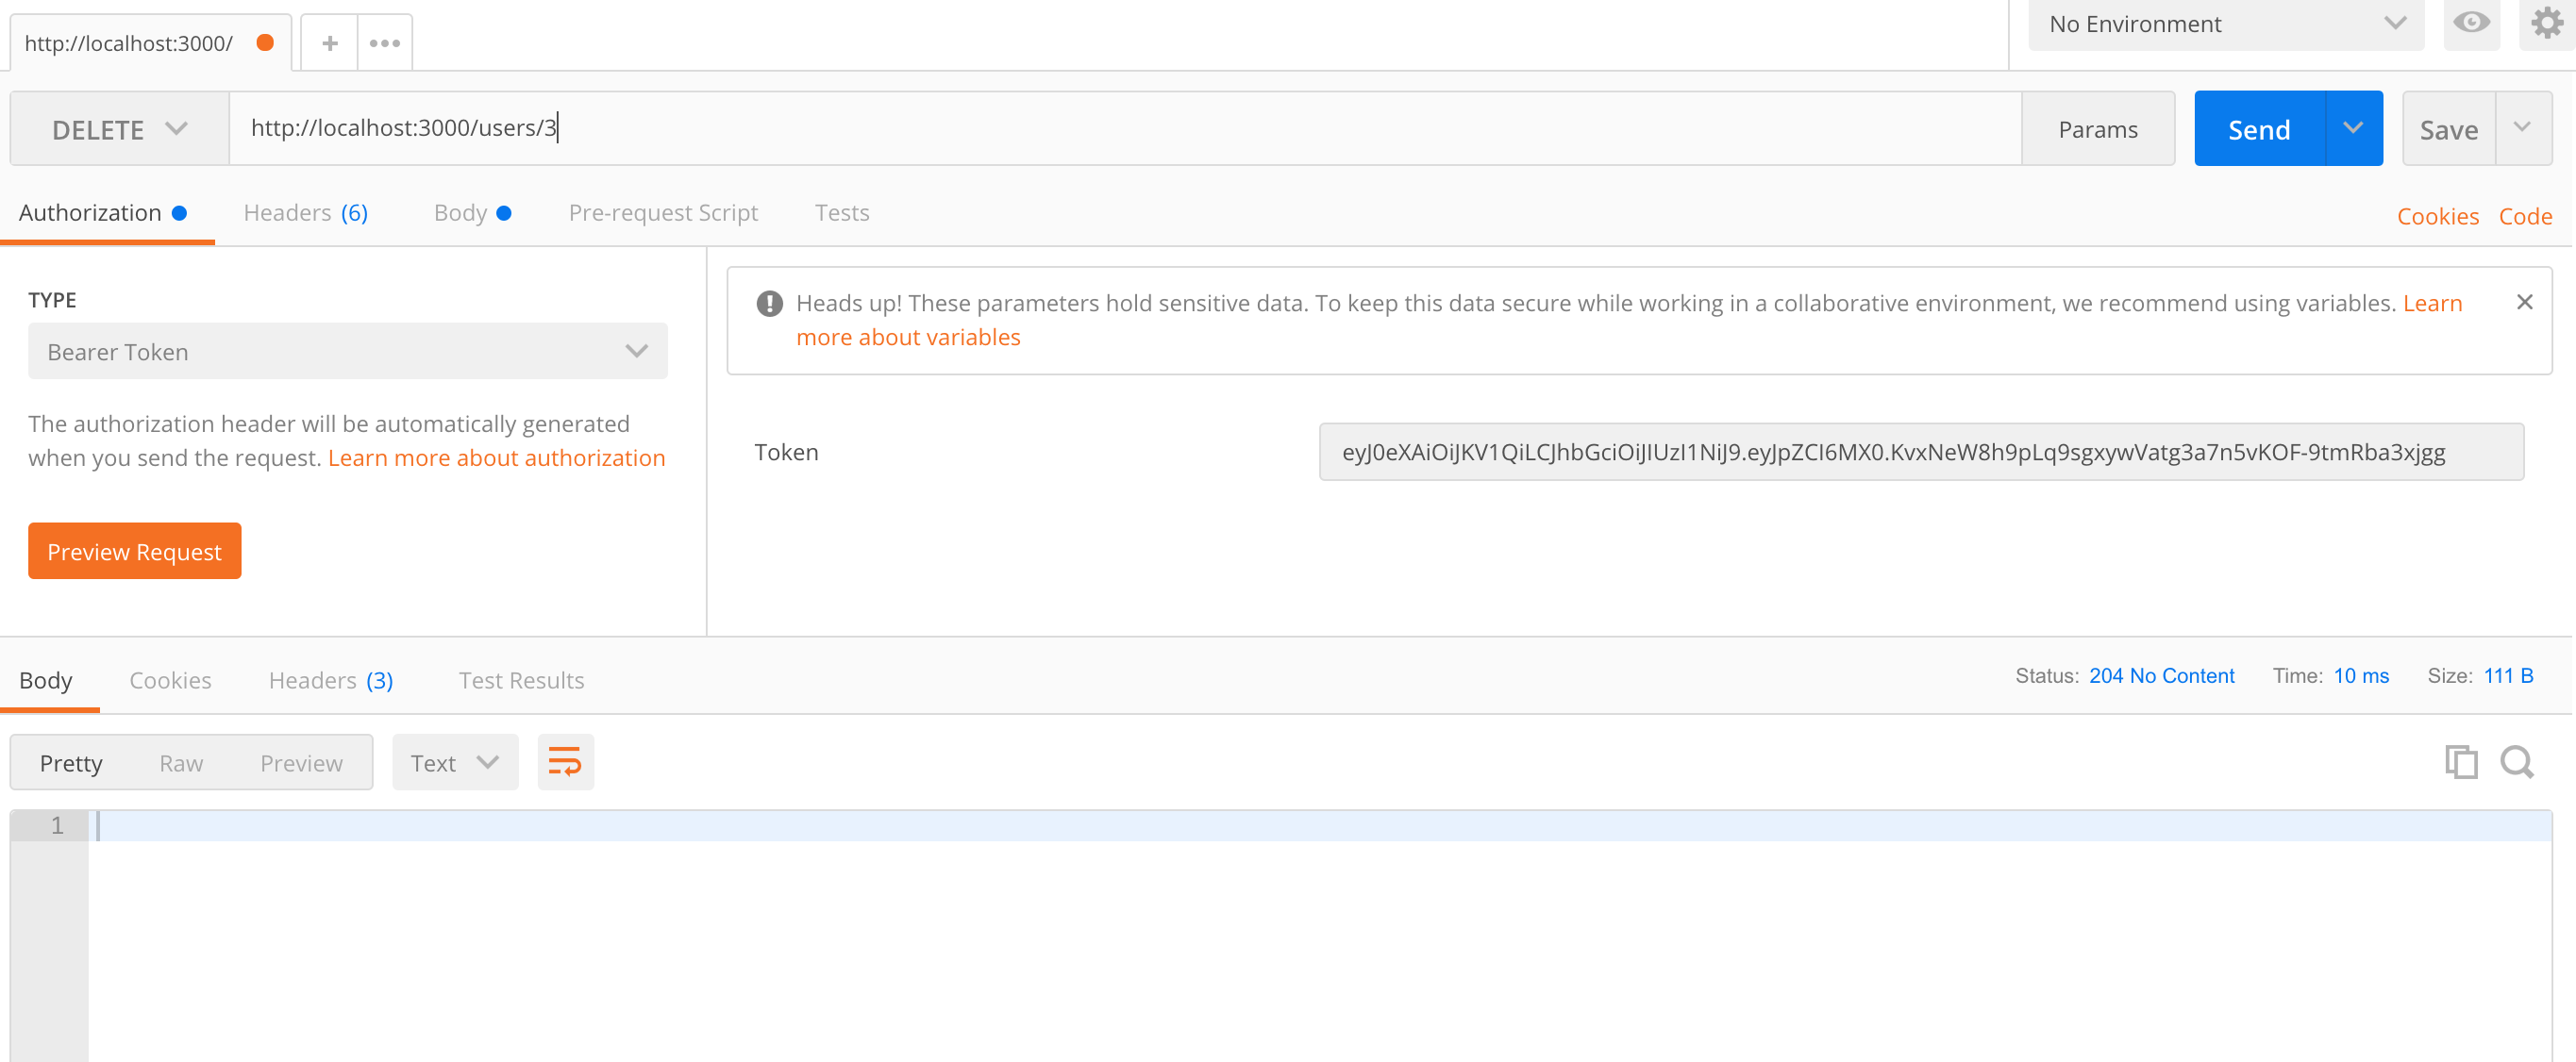 http://localhost:3000/
No Environment
DELETE http://localhost:3000/users/3 Params Send Save
Authorization Headers (6) Body Pre-request Script Tests Cookies Code
TYPE
Bearer Token
The authorization header will be automatically generated
when you send the request. Learn more about authorization
Preview Request
Heads up! These parameters hold sensitive data. To keep this data secure while working in a collaborative environment, we recommend using variables. Learn
more about variables
Token eyJ0eXAiOiJKV1QiLCJhbGciOiJIUzI1NiJ9.eyJpZCI6MX0.KvxNeW8h9pLq9sgxywVatg3a7n5vKOF-9tmRba3xjgg
Body Cookies Headers (3) Test Results Status: 204 No Content Time: 10 ms Size: 111 B
Pretty Raw Preview Text
1